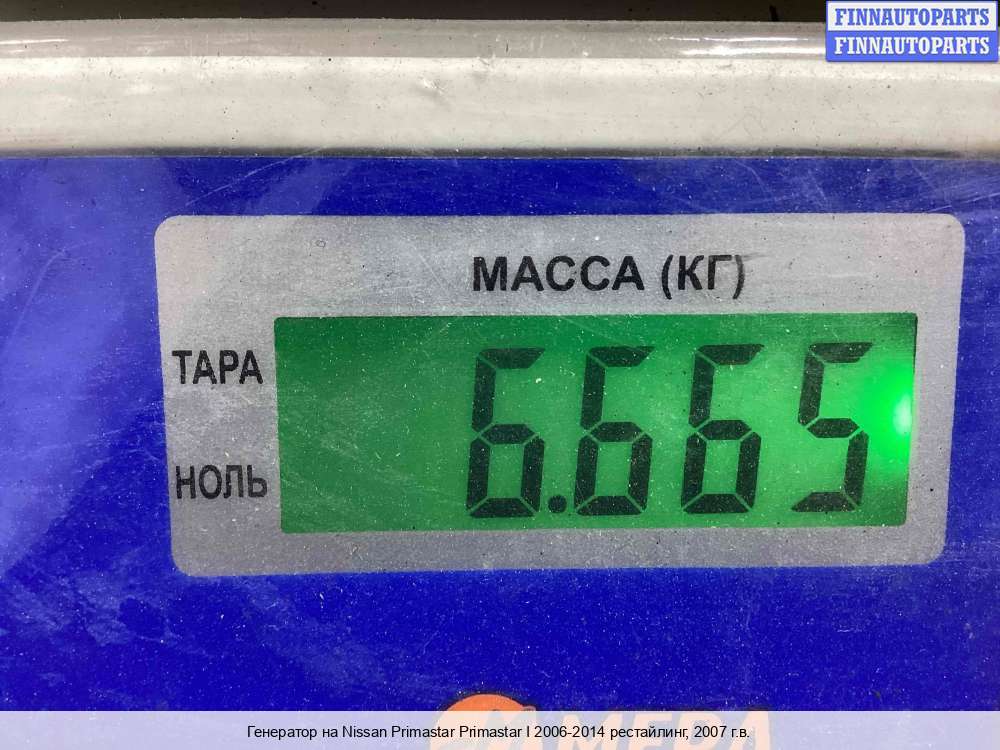 FINNAUTOPARTS
FINNAUTOPARTS
МАССА (КГ)
ТАРА
6.665
НОЛЬ
Генератор на Nissan Primastar Primastar I 2006-2014 рестайлинг, 2007 г.в.